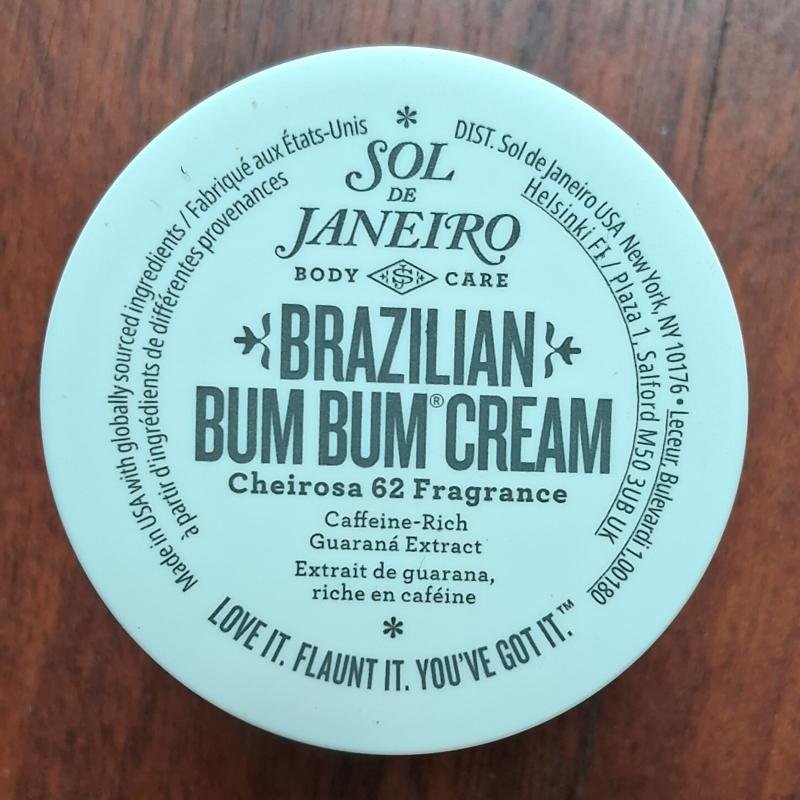 Made in USA with globally sourced ingredients / Fabriqué aux États-Unis
à partir d'ingrédients de différentes provenances
DIST. Sol de Janeiro USA New York, NY 10176 • Leceur, Bulevardi 1, 00180
Helsinki FI / Plaza 1, Salford M50 3UB UK
SOL
DE
JANEIRO
BODY CARE
BRAZILIAN
BUM BUM® CREAM
Cheirosa 62 Fragrance
Caffeine-Rich
Guaraná Extract
Extrait de guarana,
riche en caféine
LOVE IT. FLAUNT IT. YOU'VE GOT IT.™